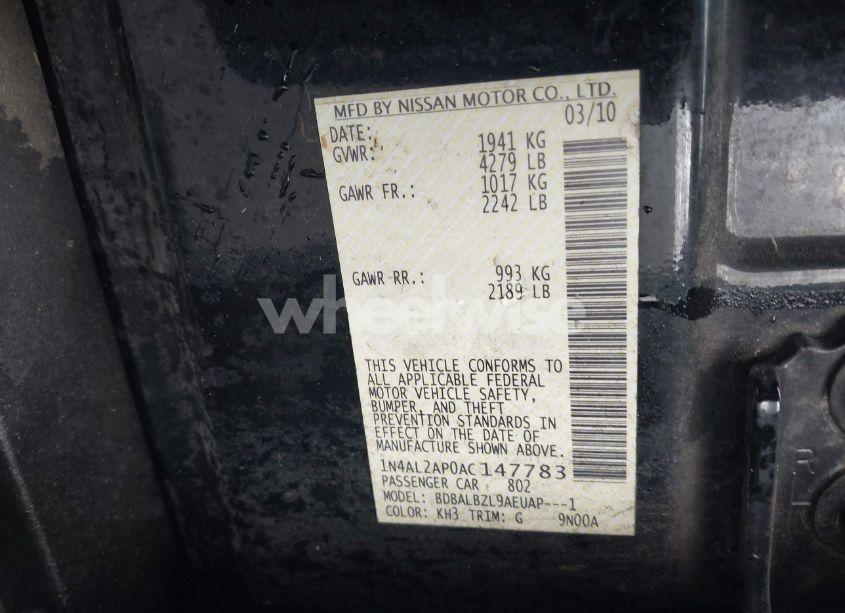 MFD BY NISSAN MOTOR CO., LTD.
DATE: 03/10
GVWR: 1941 KG
4279 LB
GAWR FR.: 1017 KG
2242 LB
GAWR RR.: 993 KG
2189 LB
wheelwise
THIS VEHICLE CONFORMS TO
ALL APPLICABLE FEDERAL
MOTOR VEHICLE SAFETY,
BUMPER, AND THEFT
PREVENTION STANDARDS IN
EFFECT ON THE DATE OF
MANUFACTURE SHOWN ABOVE.
1N4AL2AP0AC147783
PASSENGER CAR 802
MODEL: BDBALBZL9AEUAP---1
COLOR: KH3 TRIM: G 9N00A
R
L